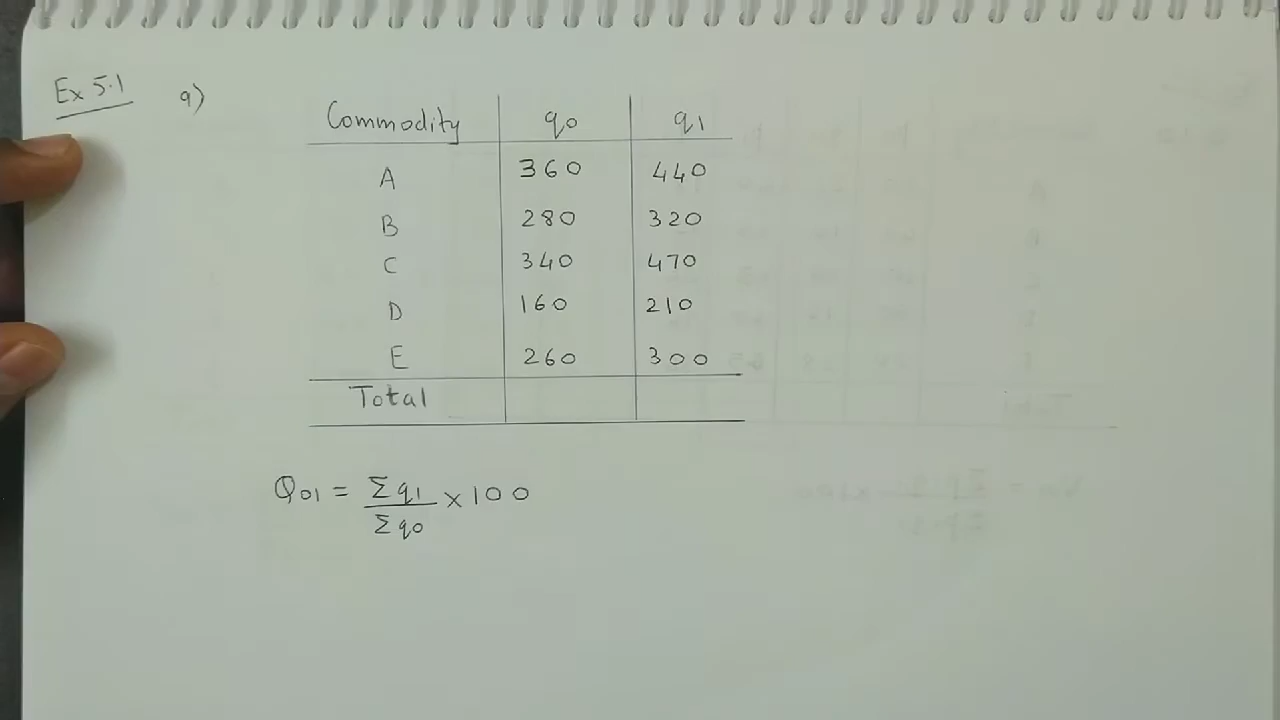 Ex 5.1 a)
Commodity q0 q1
A 360 440
B 280 320
C 340 470
D 160 210
E 260 300
Total
Q01 = Σq1 / Σq0 × 100